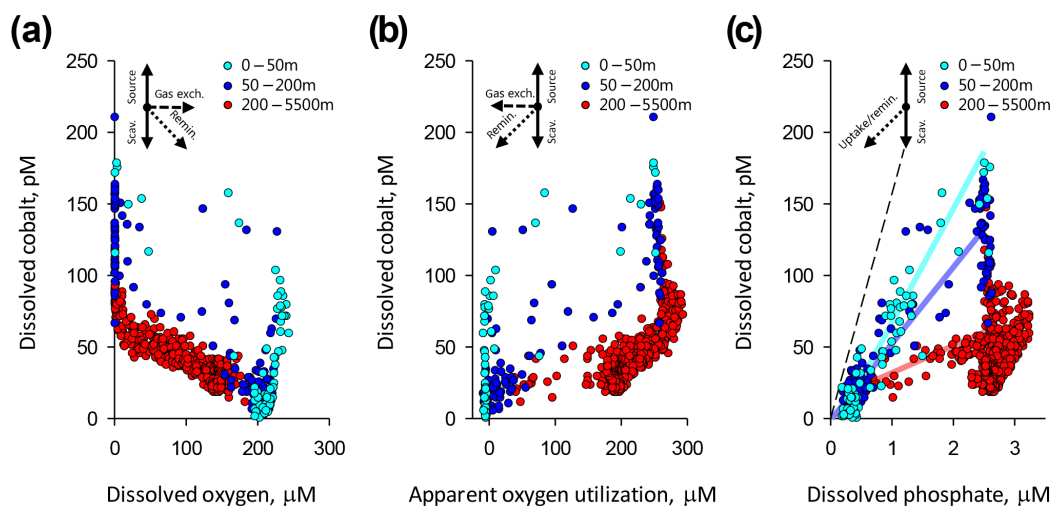 (a)
250
200
150
100
50
0
Dissolved cobalt, pM
Source
Gas exch.
Remin.
Scav.
0 – 50m
50 – 200m
200 – 5500m
0 100 200 300
Dissolved oxygen, μM
(b)
250
200
150
100
50
0
Dissolved cobalt, pM
Source
Gas exch.
Remin.
Scav.
0 – 50m
50 – 200m
200 – 5500m
0 100 200 300
Apparent oxygen utilization, μM
(c)
250
200
150
100
50
0
Dissolved cobalt, pM
Source
Uptake/remin.
Scav.
0 – 50m
50 – 200m
200 – 5500m
0 1 2 3
Dissolved phosphate, μM